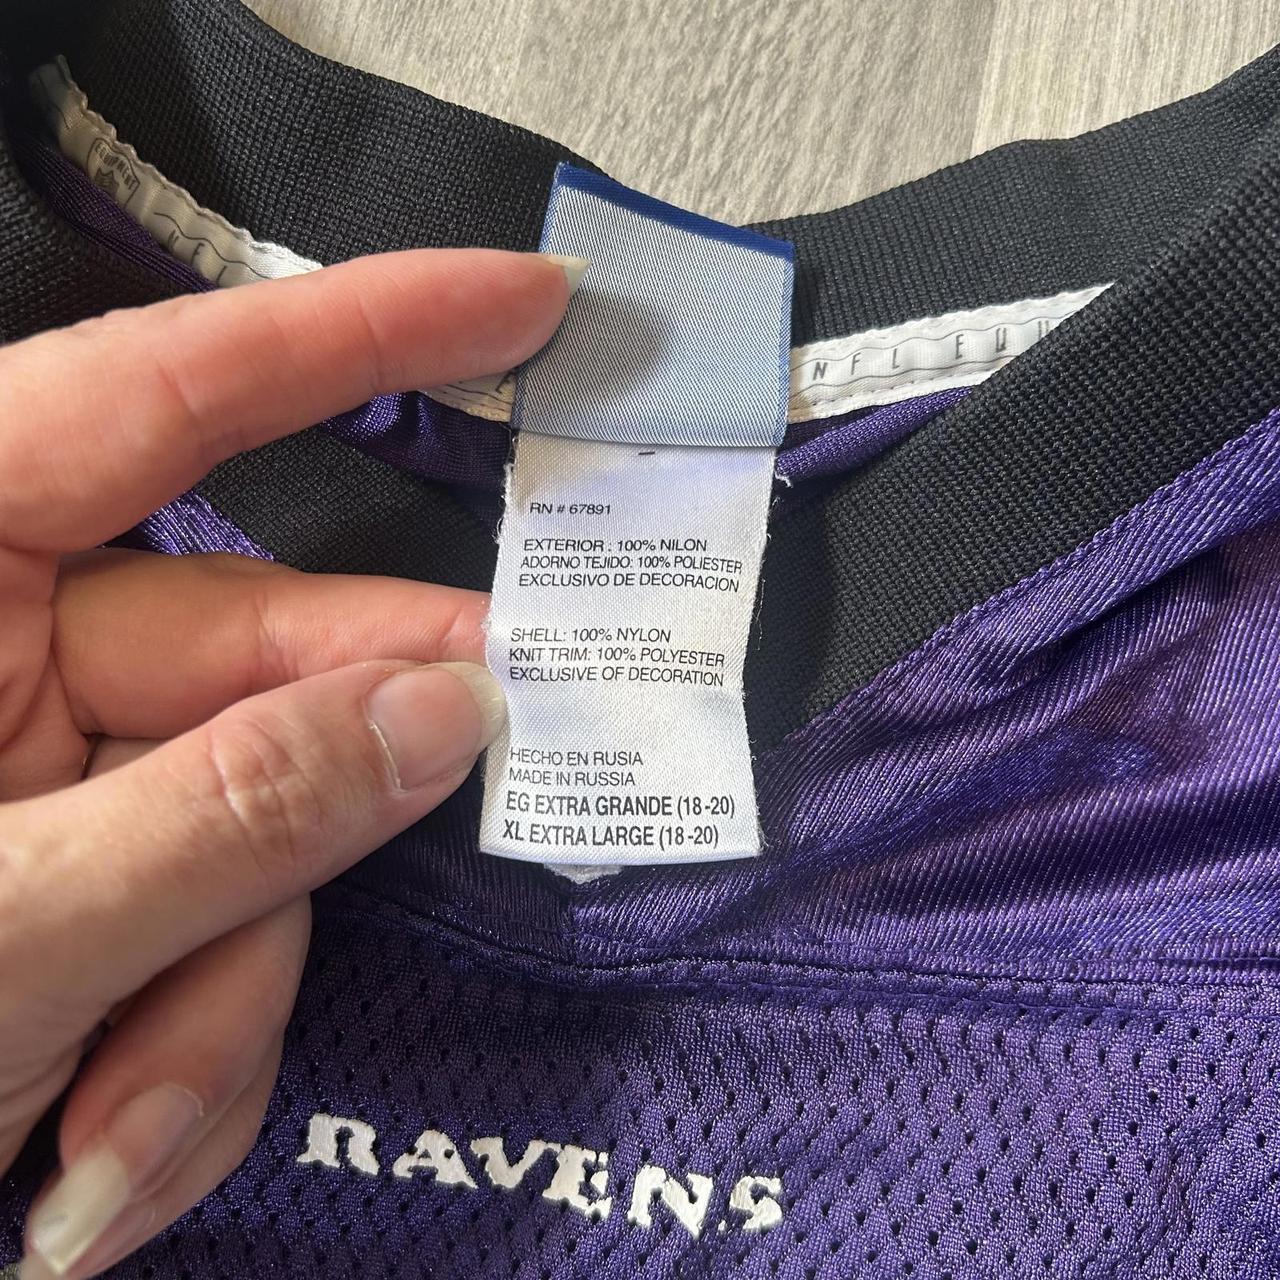 EQUIPMENT
NFL
NFL EQU
RN # 67891
EXTERIOR : 100% NILON
ADORNO TEJIDO: 100% POLIESTER
EXCLUSIVO DE DECORACION
SHELL: 100% NYLON
KNIT TRIM: 100% POLYESTER
EXCLUSIVE OF DECORATION
HECHO EN RUSIA
MADE IN RUSSIA
EG EXTRA GRANDE (18-20)
XL EXTRA LARGE (18-20)
RAVENS